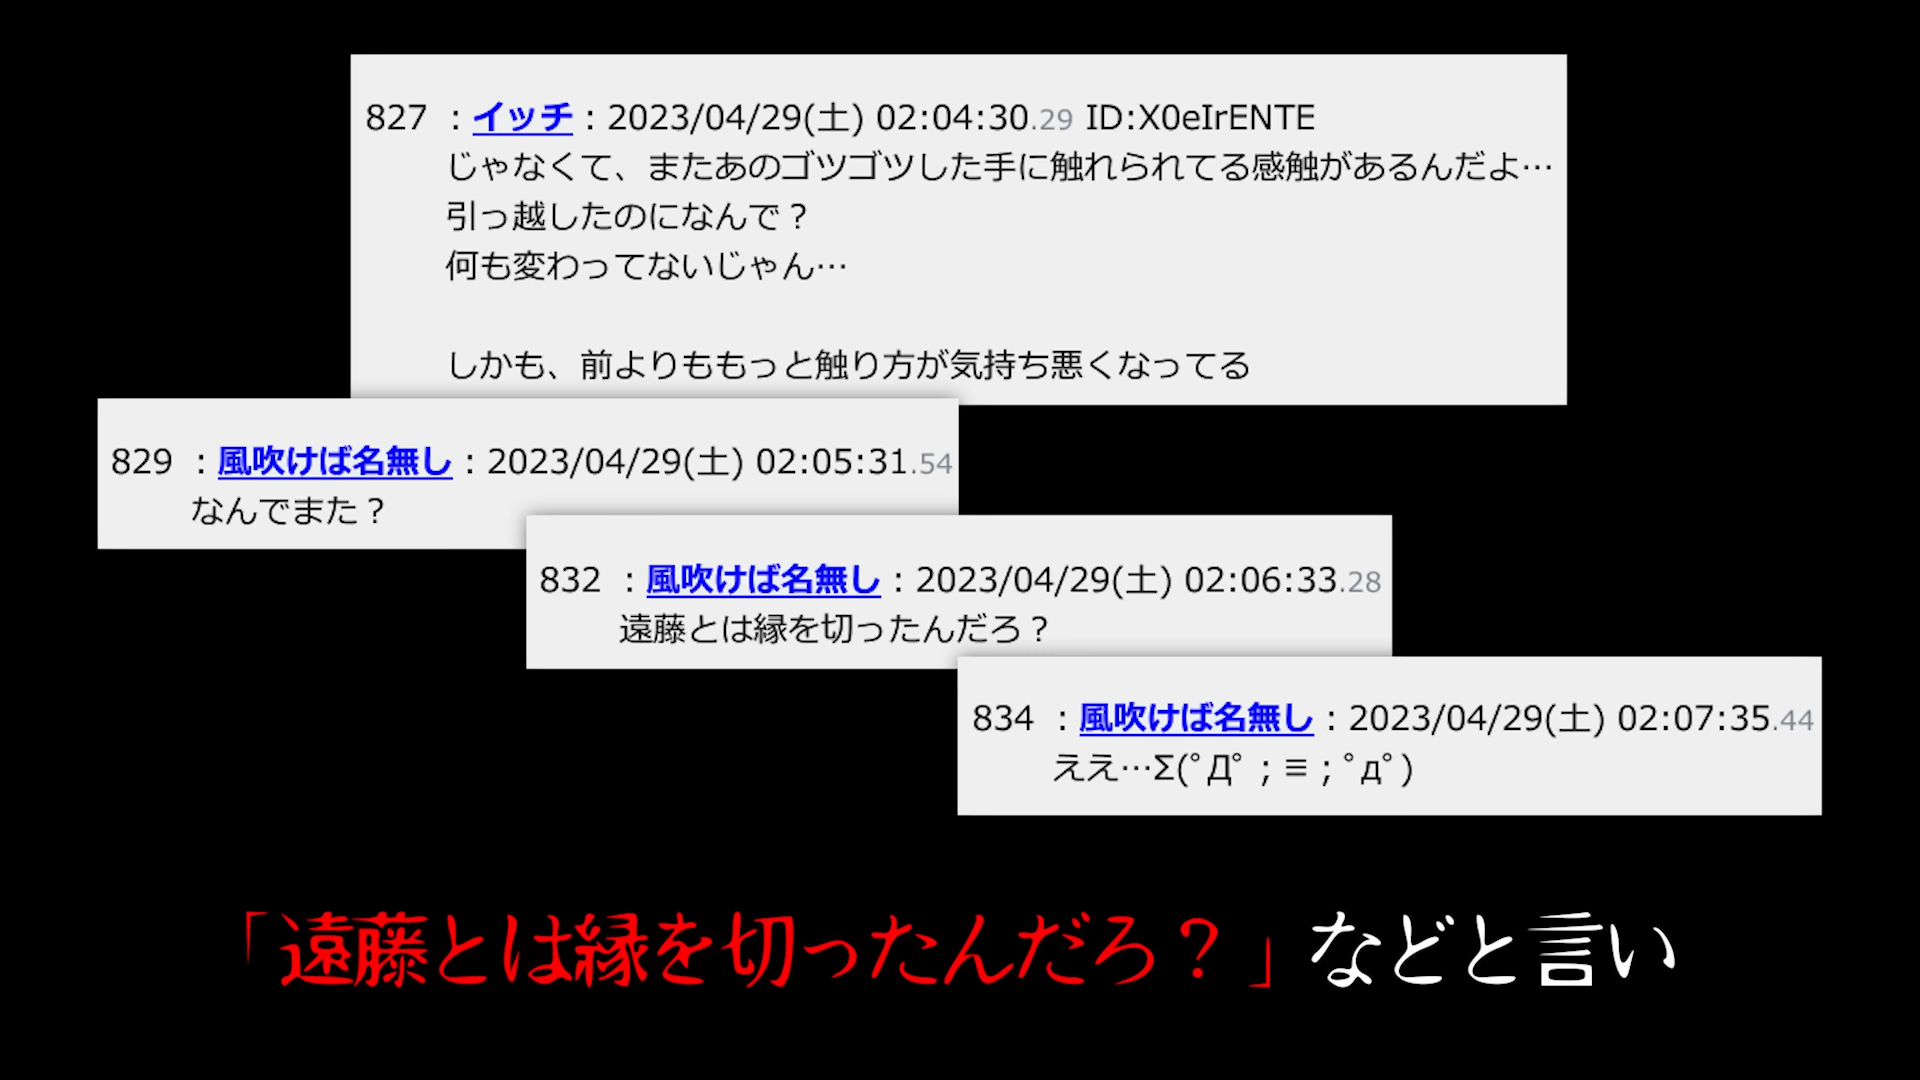 827 ：イッチ：2023/04/29(土) 02:04:30.29 ID:X0eIrENTE
じゃなくて、またあのゴツゴツした手に触れられてる感触があるんだよ…
引っ越したのになんで？
何も変わってないじゃん…
しかも、前よりももっと触り方が気持ち悪くなってる
829 ：風吹けば名無し：2023/04/29(土) 02:05:31.54
なんでまた？
832 ：風吹けば名無し：2023/04/29(土) 02:06:33.28
遠藤とは縁を切ったんだろ？
834 ：風吹けば名無し：2023/04/29(土) 02:07:35.44
ええ…Σ(ﾟДﾟ；≡；ﾟдﾟ)
「遠藤とは縁を切ったんだろ？」などと言い